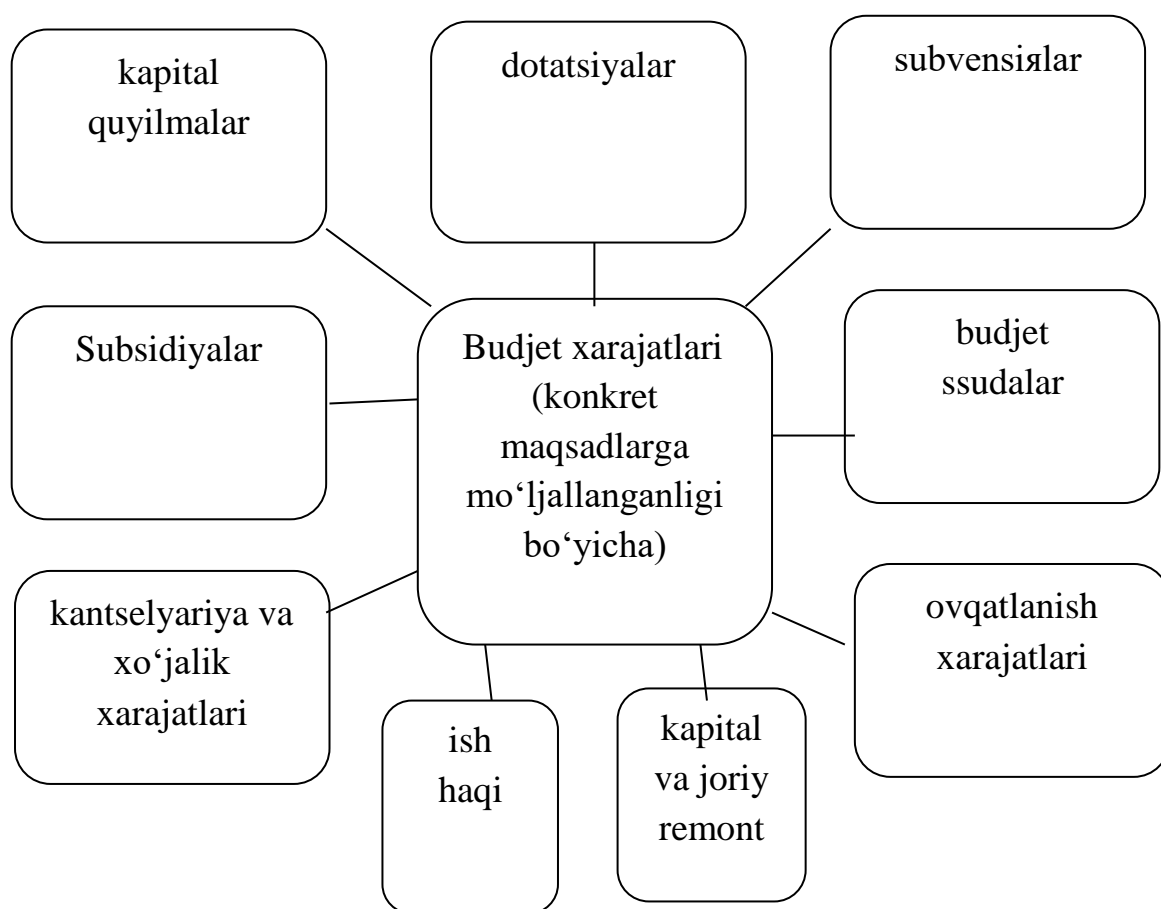 kapital
quyilmalar
dotatsiyalar
subvensiяlar
Subsidiyalar
Budjet xarajatlari
(konkret
maqsadlarga
mo‘ljallanganligi
bo‘yicha)
budjet
ssudalar
kantselyariya va
xo‘jalik
xarajatlari
ish
haqi
kapital
va joriy
remont
ovqatlanish
xarajatlari